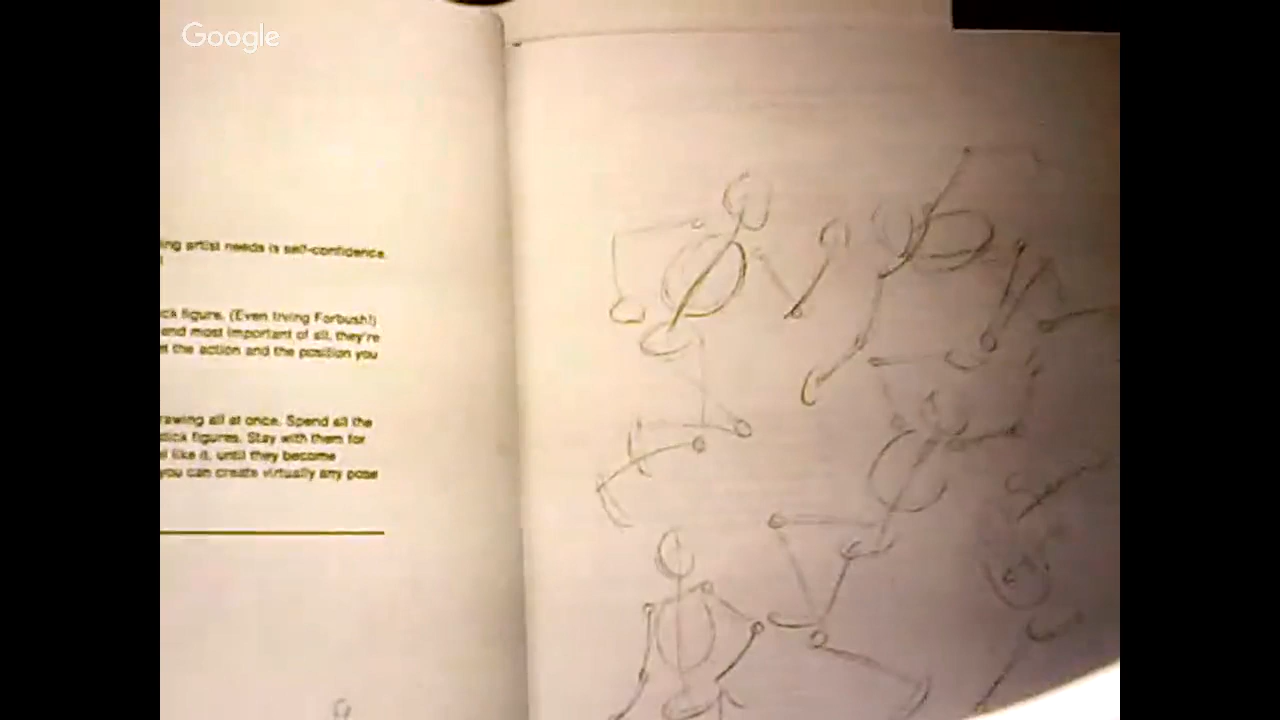 Google
ing artist needs is self-confidence.
ck figure. (Even Irving Forbush!)
and most important of all, they're
the action and the position you
rawing all at once. Spend all the
stick figures. Stay with them for
like it, until they become
you can create virtually any pose